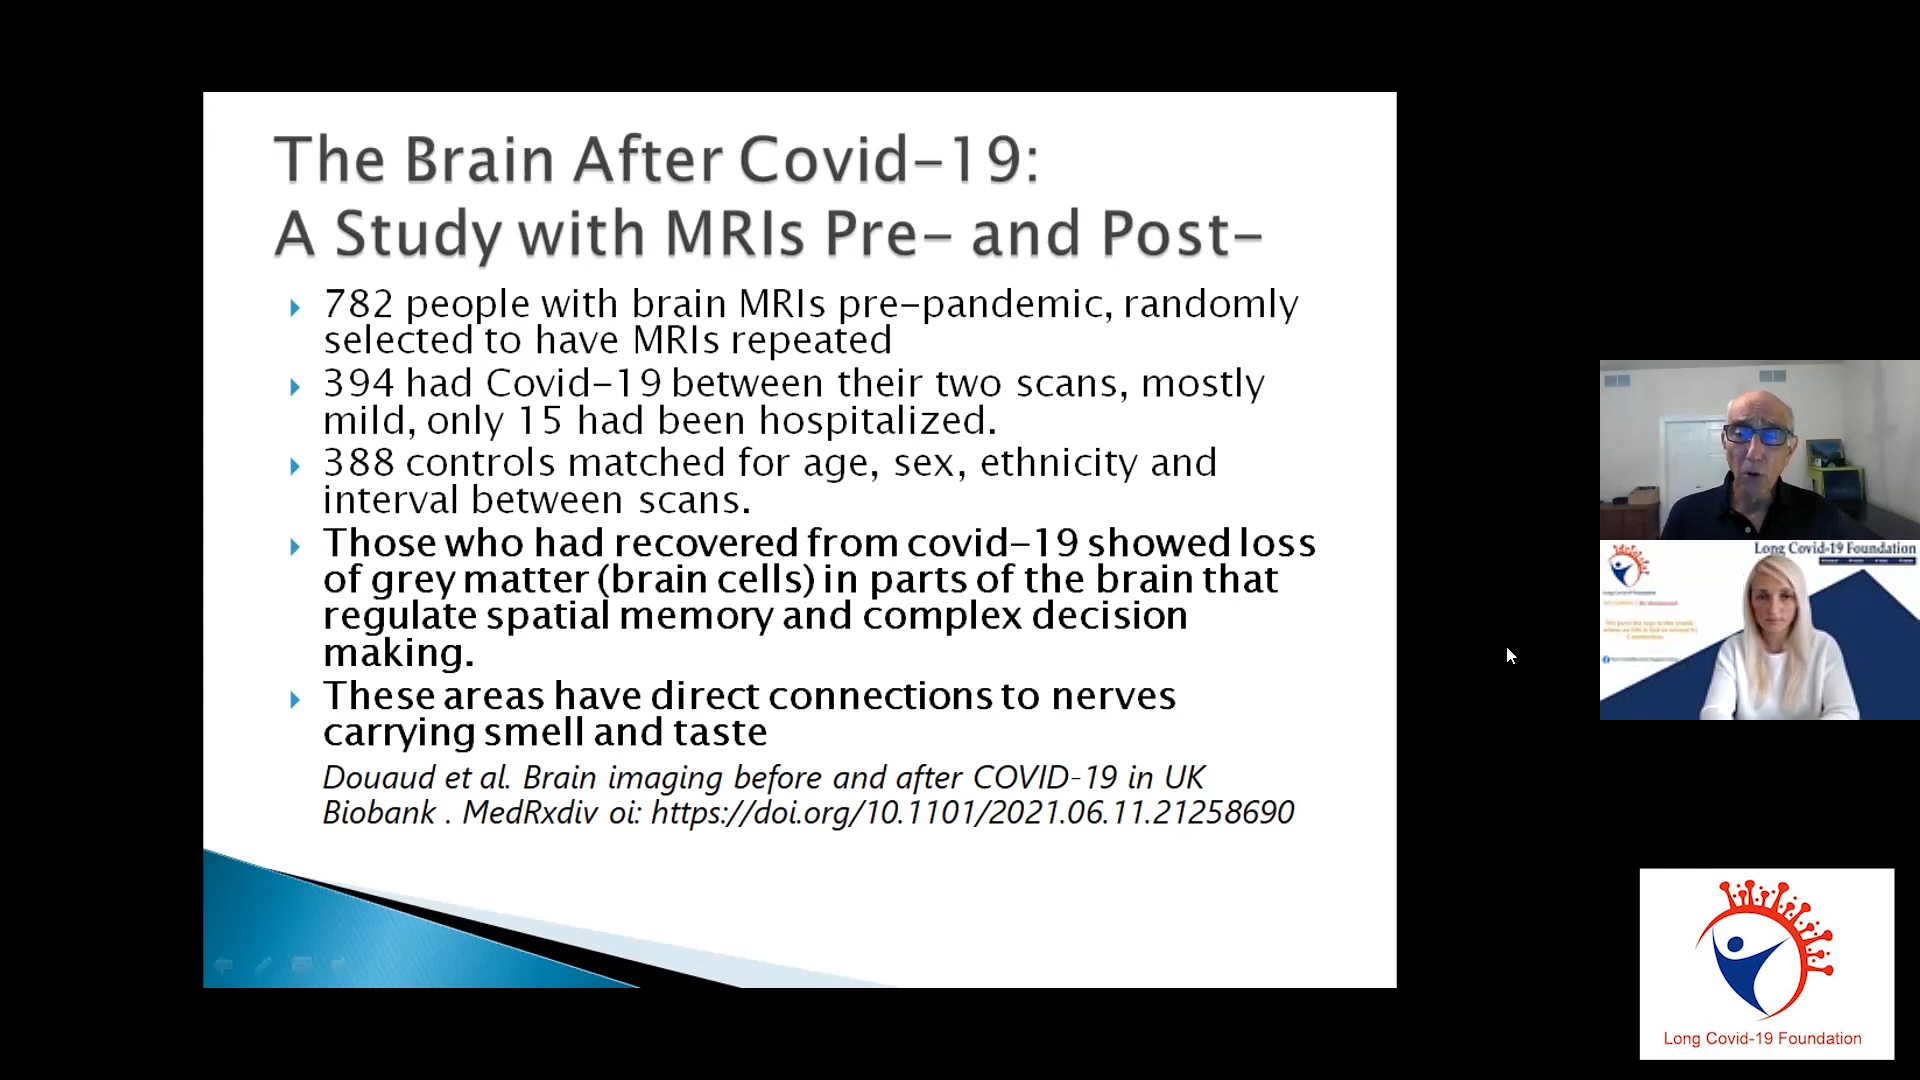 The Brain After Covid-19:
A Study with MRIs Pre- and Post-
782 people with brain MRIs pre-pandemic, randomly
selected to have MRIs repeated
394 had Covid-19 between their two scans, mostly
mild, only 15 had been hospitalized.
388 controls matched for age, sex, ethnicity and
interval between scans.
Those who had recovered from covid-19 showed loss
of grey matter (brain cells) in parts of the brain that
regulate spatial memory and complex decision
making.
These areas have direct connections to nerves
carrying smell and taste
Douaud et al. Brain imaging before and after COVID-19 in UK
Biobank . MedRxdiv oi: https://doi.org/10.1101/2021.06.11.21258690
Long Covid-19 Foundation
Long Covid-19 Foundation